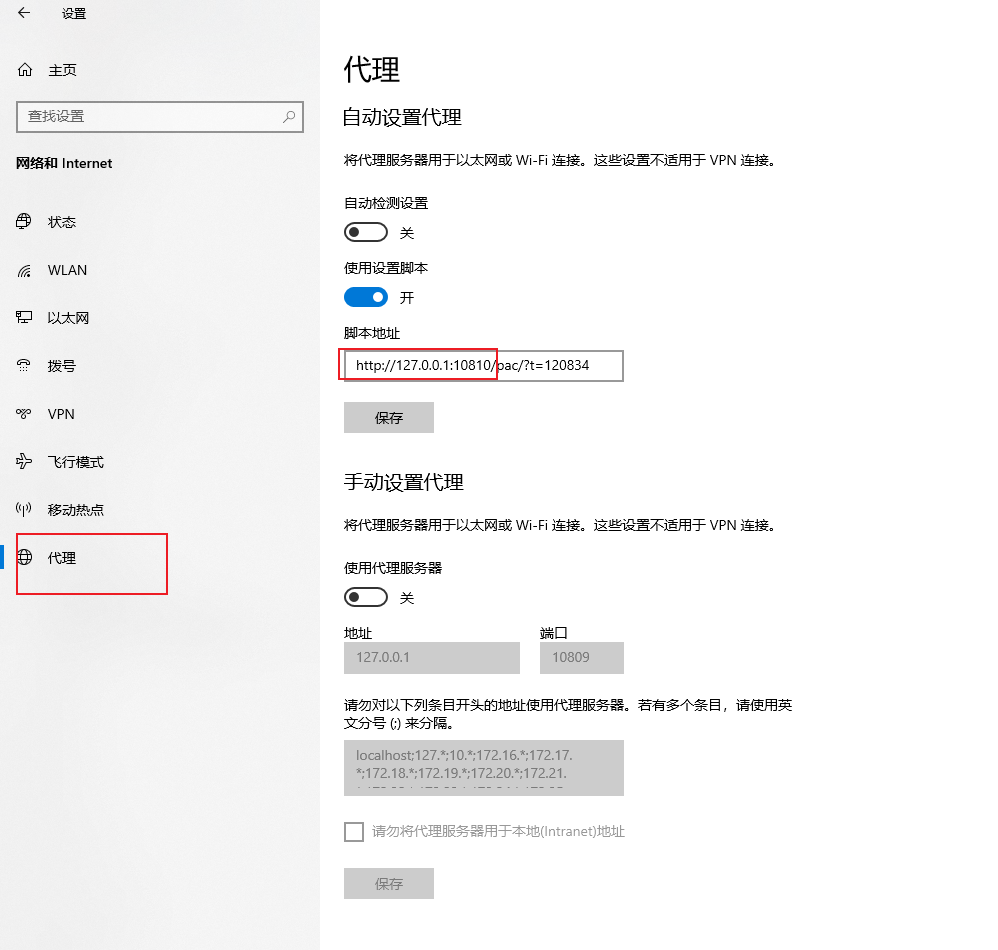 设置
主页
查找设置
网络和 Internet
状态
WLAN
以太网
拨号
VPN
飞行模式
移动热点
代理
代理
自动设置代理
将代理服务器用于以太网或 Wi-Fi 连接。这些设置不适用于 VPN 连接。
自动检测设置
关
使用设置脚本
开
脚本地址
http://127.0.0.1:10810/pac/?t=120834
保存
手动设置代理
将代理服务器用于以太网或 Wi-Fi 连接。这些设置不适用于 VPN 连接。
使用代理服务器
关
地址 端口
127.0.0.1 10809
请勿对以下列条目开头的地址使用代理服务器。若有多个条目，请使用英
文分号 (;) 来分隔。
localhost;127.*;10.*;172.16.*;172.17.
*;172.18.*;172.19.*;172.20.*;172.21.
请勿将代理服务器用于本地(Intranet)地址
保存